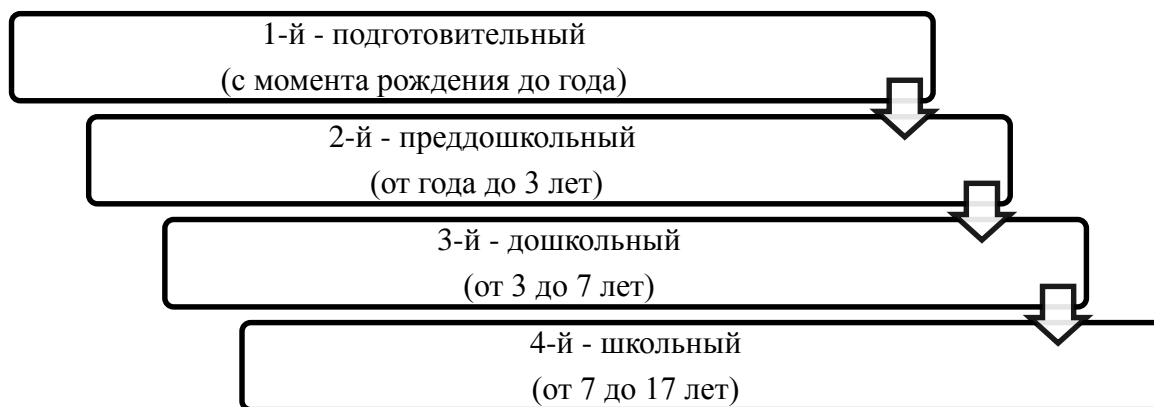 1-й - подготовительный
(с момента рождения до года)
2-й - преддошкольный
(от года до 3 лет)
3-й - дошкольный
(от 3 до 7 лет)
4-й - школьный
(от 7 до 17 лет)